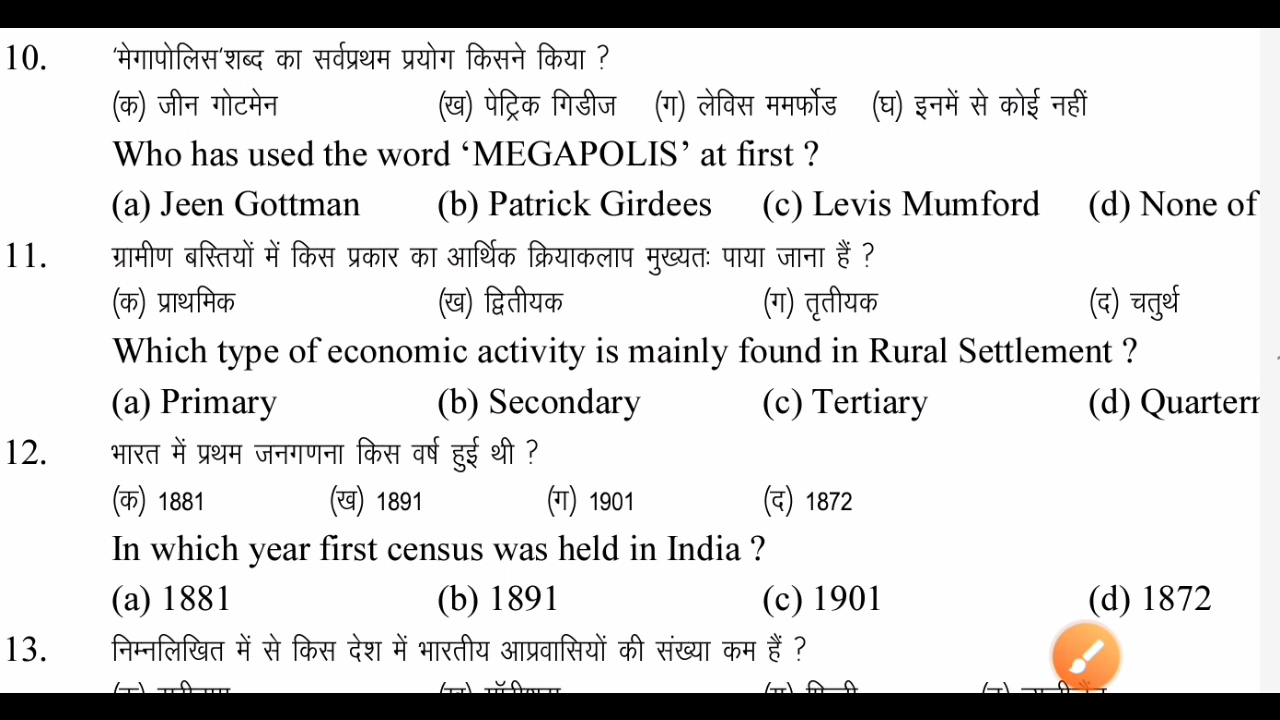 10. ‘मेगापोलिस’शब्द का सर्वप्रथम प्रयोग किसने किया ?
(क) जीन गोटमेन (ख) पेट्रिक गिडीज (ग) लेविस ममर्फोड (घ) इनमें से कोई नहीं
Who has used the word ‘MEGAPOLIS’ at first ?
(a) Jeen Gottman (b) Patrick Girdees (c) Levis Mumford (d) None of
11. ग्रामीण बस्तियों में किस प्रकार का आर्थिक क्रियाकलाप मुख्यतः पाया जाना हैं ?
(क) प्राथमिक (ख) द्वितीयक (ग) तृतीयक (द) चतुर्थ
Which type of economic activity is mainly found in Rural Settlement ?
(a) Primary (b) Secondary (c) Tertiary (d)
12. भारत में प्रथम जनगणना किस वर्ष हुई थी ?
(क) 1881 (ख) 1891 (ग) 1901 (द) 1872
In which year first census was held in India ?
(a) 1881 (b) 1891 (c) 1901 (d) 1872
13. निम्नलिखित में से किस देश में भारतीय आप्रवासियों की संख्या कम हैं ?